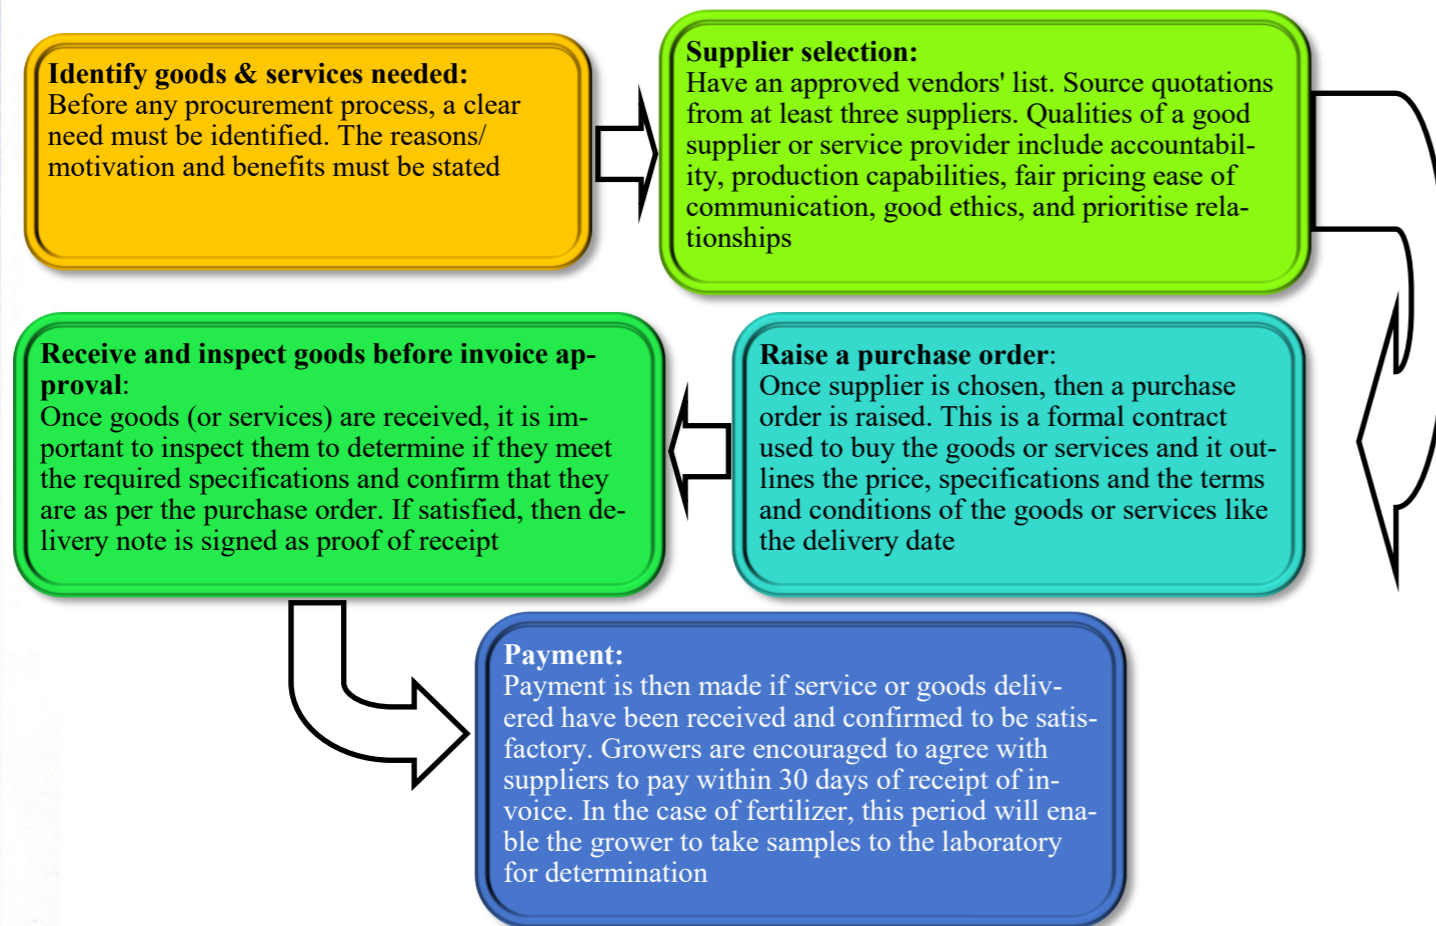 Identify goods & services needed:
Before any procurement process, a clear
need must be identified. The reasons/
motivation and benefits must be stated
Supplier selection:
Have an approved vendors' list. Source quotations
from at least three suppliers. Qualities of a good
supplier or service provider include accountabil-
ity, production capabilities, fair pricing ease of
communication, good ethics, and prioritise rela-
tionships
Raise a purchase order:
Once supplier is chosen, then a purchase
order is raised. This is a formal contract
used to buy the goods or services and it out-
lines the price, specifications and the terms
and conditions of the goods or services like
the delivery date
Receive and inspect goods before invoice ap-
proval:
Once goods (or services) are received, it is im-
portant to inspect them to determine if they meet
the required specifications and confirm that they
are as per the purchase order. If satisfied, then de-
livery note is signed as proof of receipt
Payment:
Payment is then made if service or goods deliv-
ered have been received and confirmed to be satis-
factory. Growers are encouraged to agree with
suppliers to pay within 30 days of receipt of in-
voice. In the case of fertilizer, this period will ena-
ble the grower to take samples to the laboratory
for determination